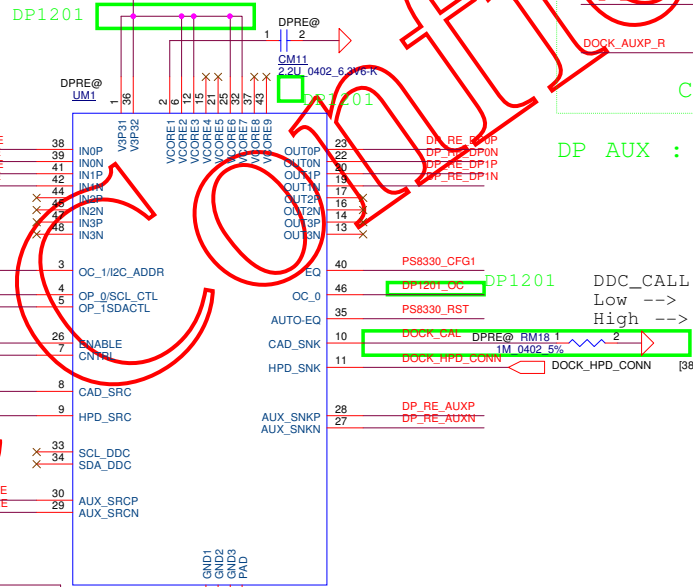 DP1201
DPRE@
1 2
CM11
2.2U_0402_6.3V6-K
DP1201
DPRE@
UM1
DOCK_AUXP_R
C
DP AUX :
1 36 2 6 12 15 21 25 32 37 43
V3P31
V3P32
VCORE1
VCORE2
VCORE3
VCORE4
VCORE5
VCORE6
VCORE7
VCORE8
VCORE9
38 IN0P
39 IN0N
41 IN1P
42 IN1N
44 IN2P
45 IN2N
47 IN3P
48 IN3N
3 OC_1/I2C_ADDR
4 OP_0/SCL_CTL
5 OP_1SDACTL
26 ENABLE
7 CNTRL
8 CAD_SRC
9 HPD_SRC
33 SCL_DDC
34 SDA_DDC
30 AUX_SRCP
29 AUX_SRCN
OUT0P 23 DP_RE_DP0P
OUT0N 22 DP_RE_DP0N
OUT1P 20 DP_RE_DP1P
OUT1N 19 DP_RE_DP1N
OUT2P 17
OUT2N 16
OUT3P 14
OUT3N 13
EQ 40 PS8330_CFG1
OC_0 46 DP1201_OC
DP1201
AUTO-EQ 35 PS8330_RST
CAD_SNK 10 DOCK_CAL
DPRE@ RM18 1 2
1M_0402_5%
HPD_SNK 11 DOCK_HPD_CONN
DOCK_HPD_CONN [38
AUX_SNKP 28 DP_RE_AUXP
AUX_SNKN 27 DP_RE_AUXN
DDC_CALL
Low -->
High -->
GND1
GND2
GND3
PAD
Conf